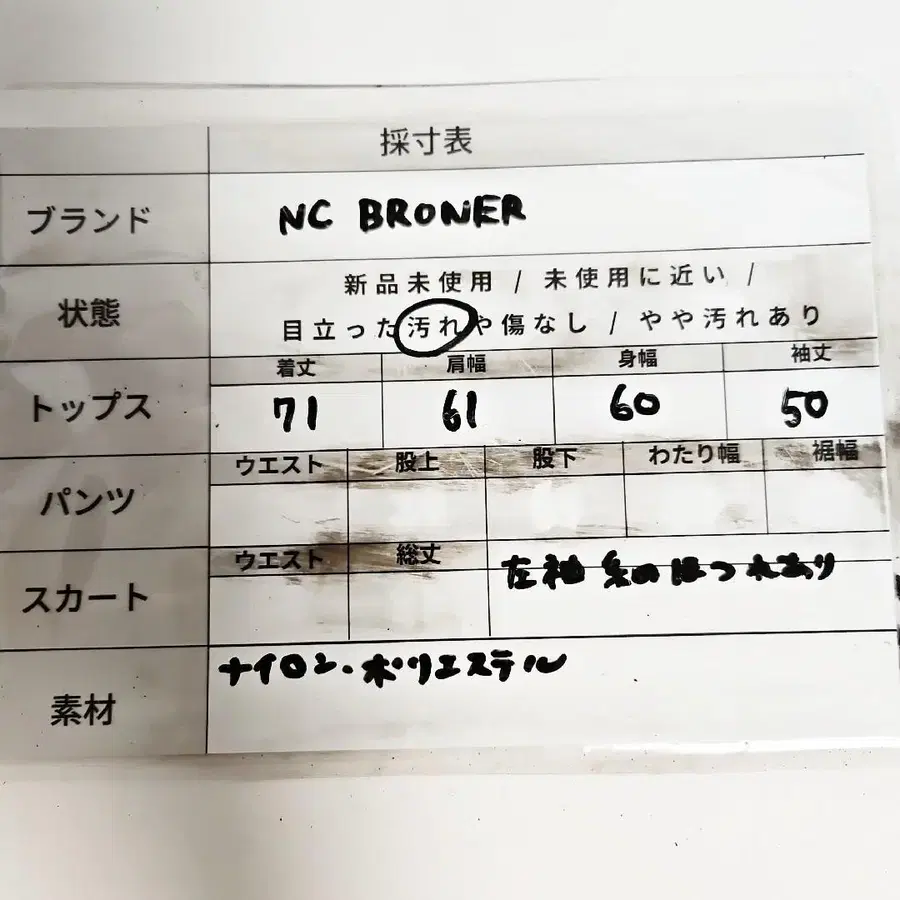 採寸表
ブランド NC BRONER
状態 新品未使用 / 未使用に近い /
目立った汚れや傷なし / やや汚れあり
着丈 肩幅 身幅 袖丈
トップス 71 61 60 50
ウエスト 股上 股下 わたり幅 裾幅
パンツ
ウエスト 総丈 左袖 糸のほつれあり
スカート
ナイロン・ポリエステル
素材